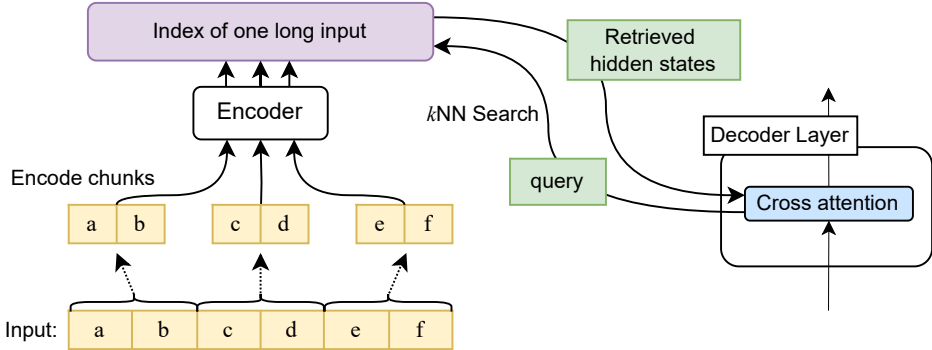 Index of one long input
Retrieved
hidden states
Encoder
kNN Search
Decoder Layer
Encode chunks
query
Cross attention
a b c d e f
Input: a b c d e f